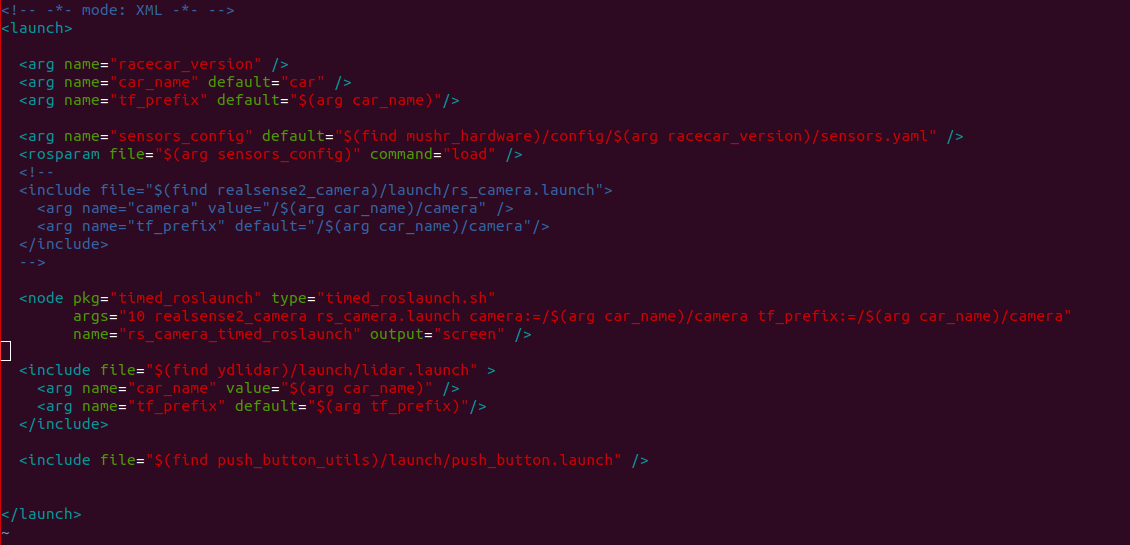 <!-- -*- mode: XML -*- -->
<launch>
<arg name="racecar_version" />
<arg name="car_name" default="car" />
<arg name="tf_prefix" default="$(arg car_name)"/>
<arg name="sensors_config" default="$(find mushr_hardware)/config/$(arg racecar_version)/sensors.yaml" />
<rosparam file="$(arg sensors_config)" command="load" />
<!--
<include file="$(find realsense2_camera)/launch/rs_camera.launch">
<arg name="camera" value="/$(arg car_name)/camera" />
<arg name="tf_prefix" default="/$(arg car_name)/camera"/>
</include>
-->
<node pkg="timed_roslaunch" type="timed_roslaunch.sh"
args="10 realsense2_camera rs_camera.launch camera:=/$(arg car_name)/camera tf_prefix:=/$(arg car_name)/camera"
name="rs_camera_timed_roslaunch" output="screen" />
<include file="$(find ydlidar)/launch/lidar.launch" >
<arg name="car_name" value="$(arg car_name)" />
<arg name="tf_prefix" default="$(arg tf_prefix)"/>
</include>
<include file="$(find push_button_utils)/launch/push_button.launch" />
</launch>
~